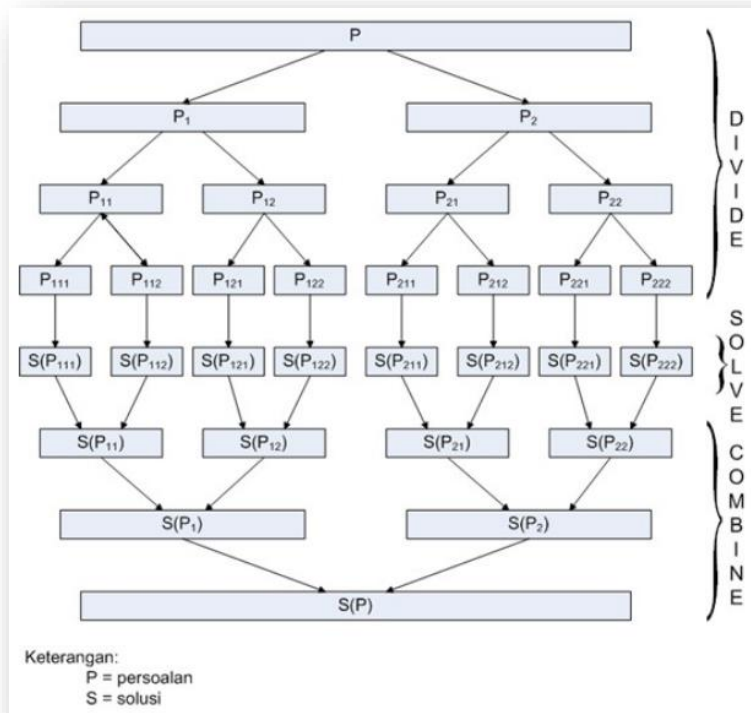 P
P₁ P₂
P₁₁ P₁₂ P₂₁ P₂₂
P₁₁₁ P₁₁₂ P₁₂₁ P₁₂₂ P₂₁₁ P₂₁₂ P₂₂₁ P₂₂₂
S(P₁₁₁) S(P₁₁₂) S(P₁₂₁) S(P₁₂₂) S(P₂₁₁) S(P₂₁₂) S(P₂₂₁) S(P₂₂₂)
S(P₁₁) S(P₁₂) S(P₂₁) S(P₂₂)
S(P₁) S(P₂)
S(P)
DIVIDE
SOLVE
COMBINE
Keterangan:
P = persoalan
S = solusi